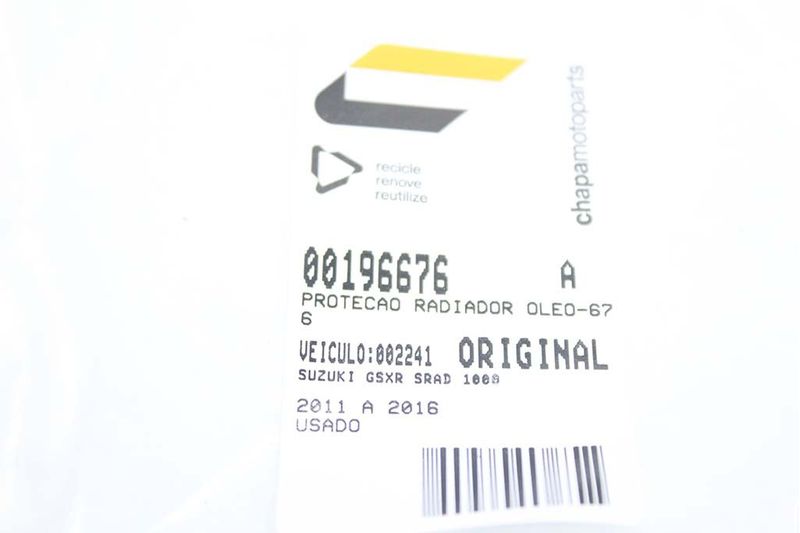 chapamotoparts
recicle
renove
reutilize
00196676 A
PROTECAO RADIADOR OLEO-67
6
VEICULO:002241 ORIGINAL
SUZUKI GSXR SRAD 1000
2011 A 2016
USADO